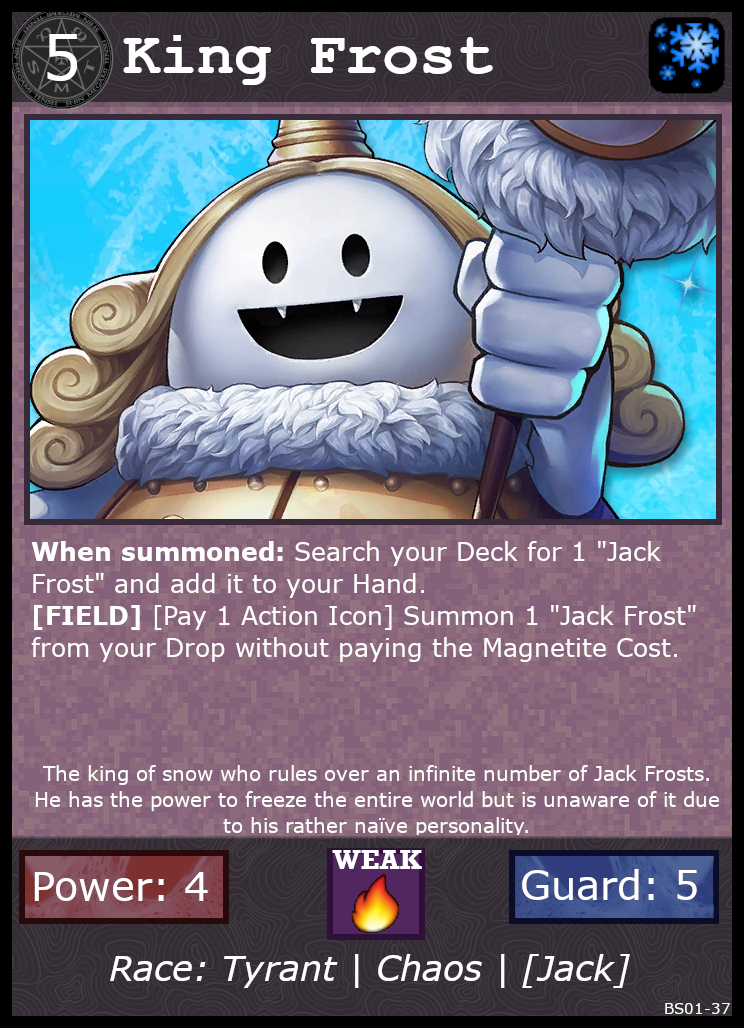 5 King Frost
When summoned: Search your Deck for 1 "Jack
Frost" and add it to your Hand.
[FIELD] [Pay 1 Action Icon] Summon 1 "Jack Frost"
from your Drop without paying the Magnetite Cost.
The king of snow who rules over an infinite number of Jack Frosts.
He has the power to freeze the entire world but is unaware of it due
to his rather naïve personality.
Power: 4
WEAK
Guard: 5
Race: Tyrant | Chaos | [Jack]
BS01-37